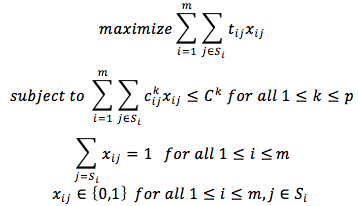 maximize ∑_{i=1}^{m} ∑_{j∈S_i} t_{ij} x_{ij}
subject to ∑_{i=1}^{m} ∑_{j∈S_i} c_{ij}^{k} x_{ij} ≤ C^{k} for all 1 ≤ k ≤ p
∑_{j=S_i} x_{ij} = 1 for all 1 ≤ i ≤ m
x_{ij} ∈ {0,1} for all 1 ≤ i ≤ m, j ∈ S_i